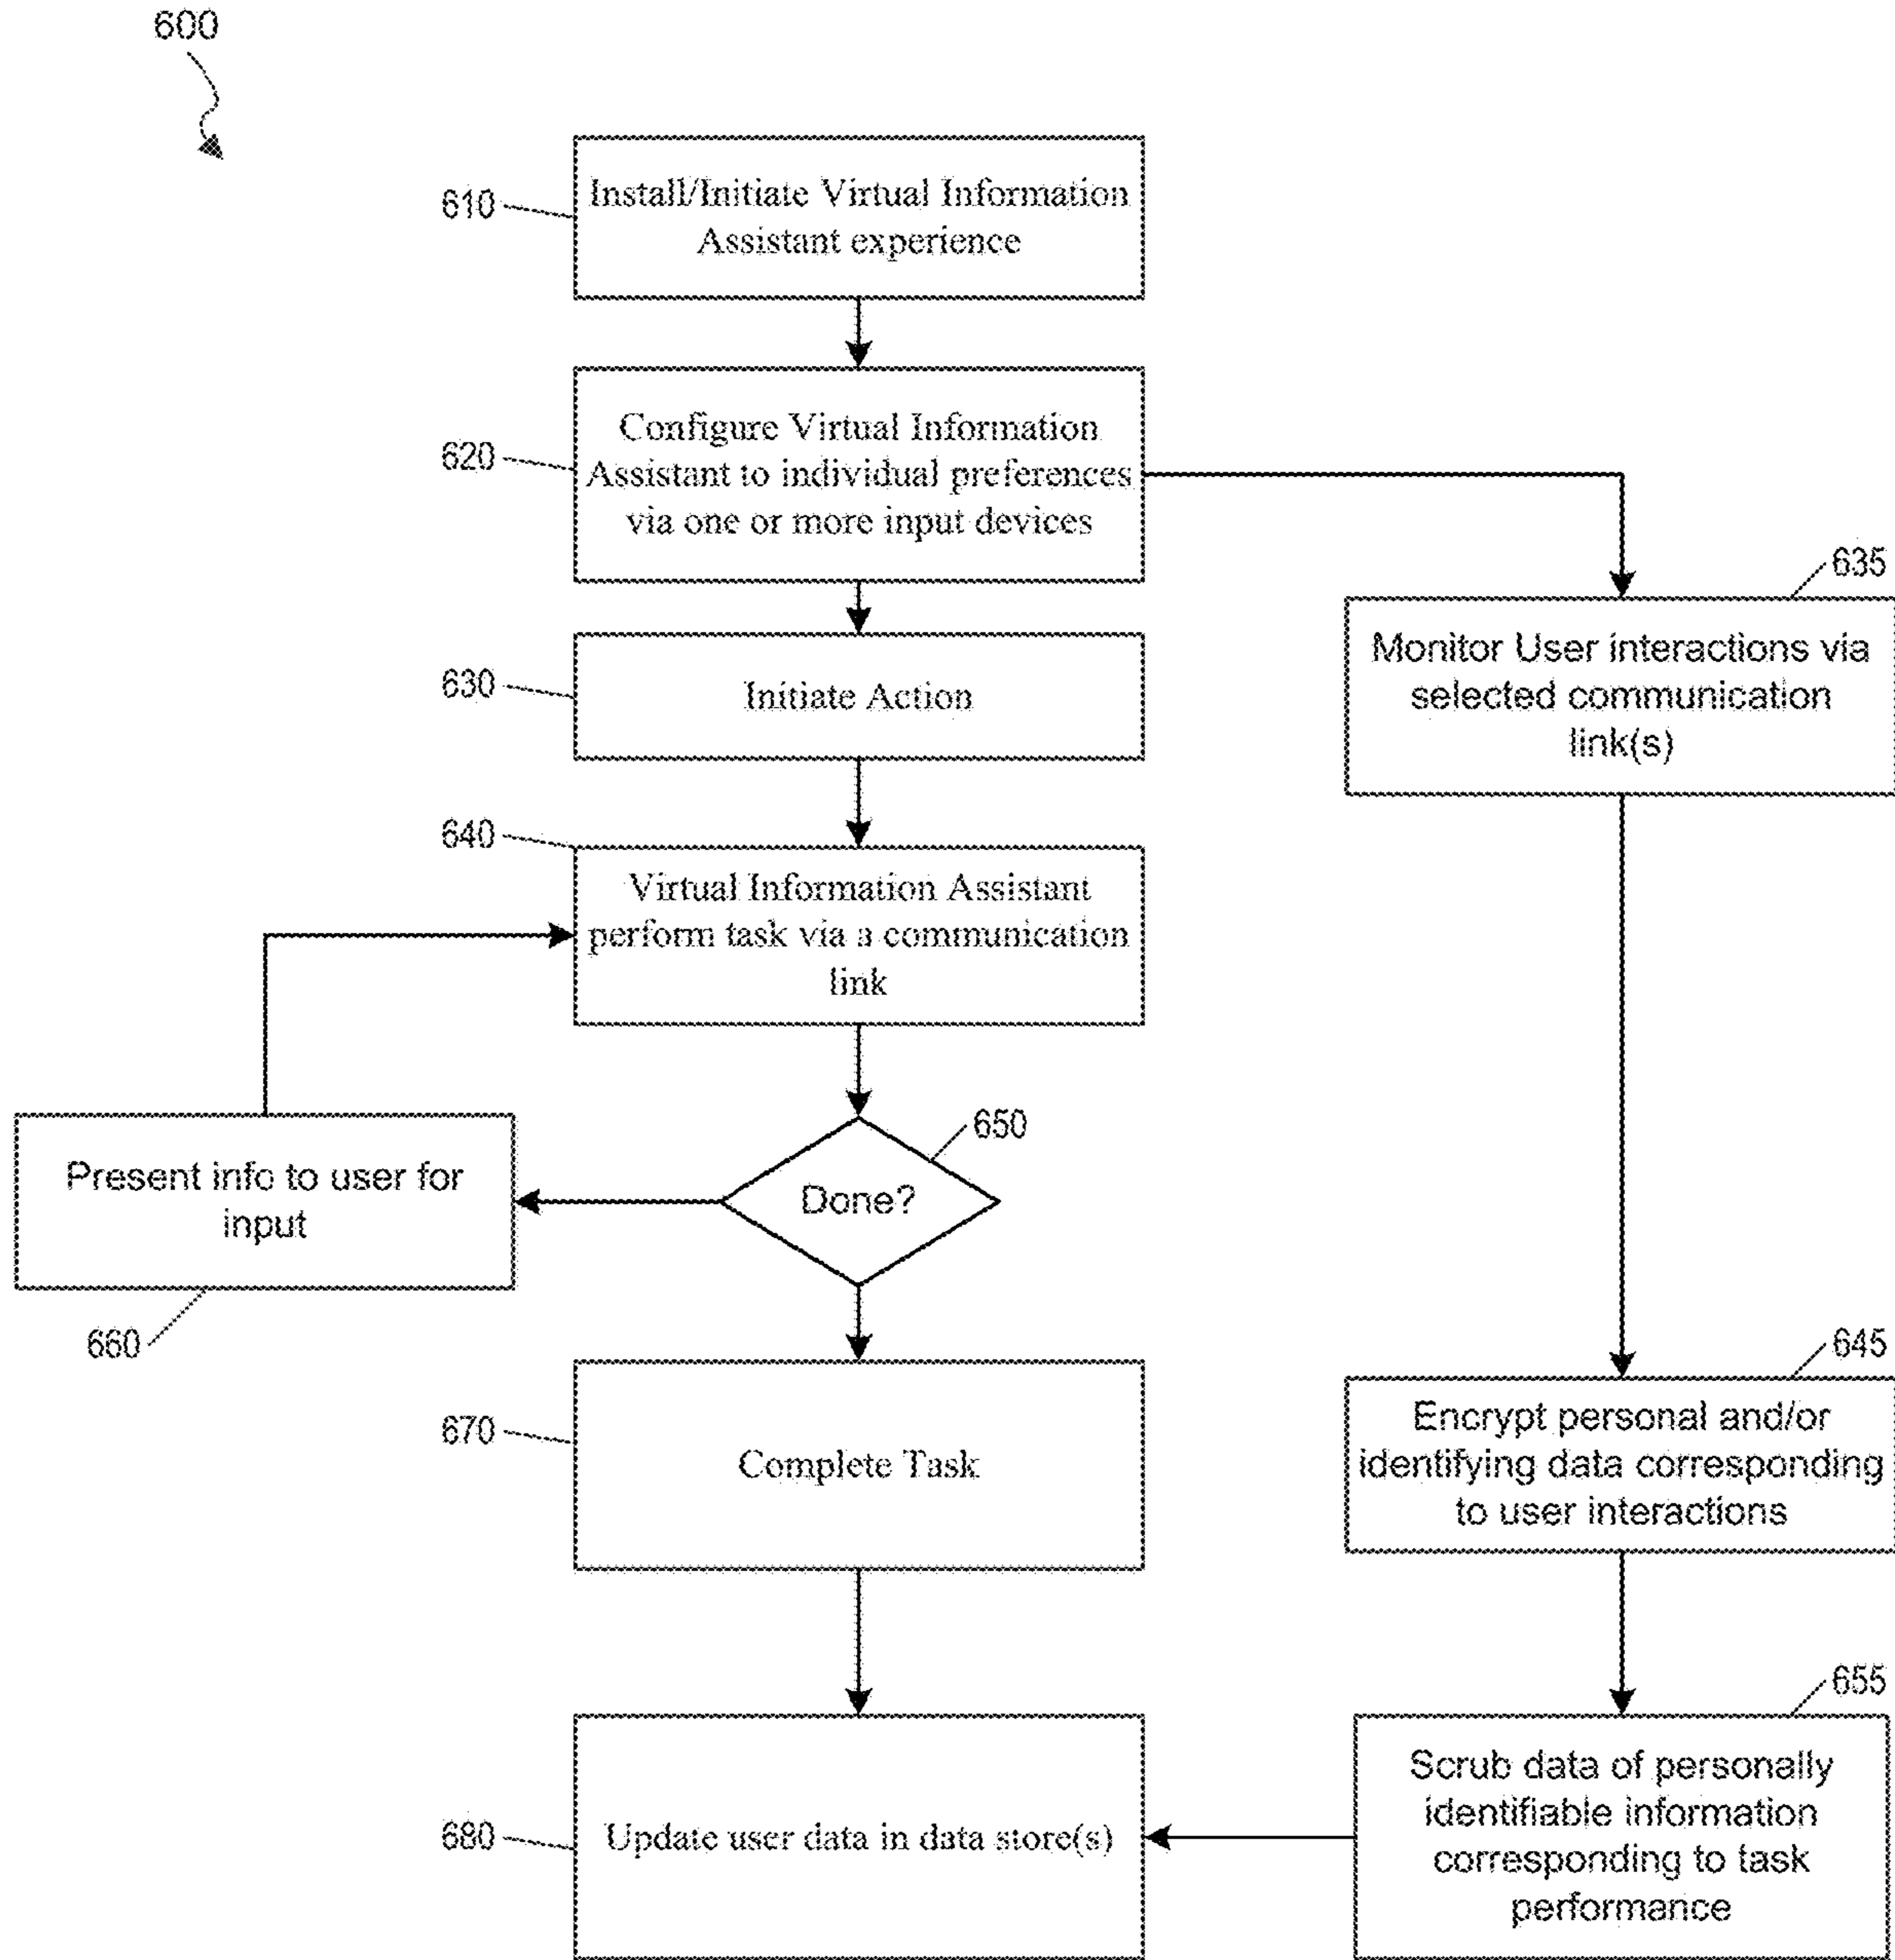 600
610
Install/Initiate Virtual Information
Assistant experience
620
Configure Virtual Information
Assistant to individual preferences
via one or more input devices
635
Monitor User interactions via
selected communication
link(s)
630
Initiate Action
640
Virtual Information Assistant
perform task via a communication
link
650
Done?
Present info to user for
input
660
670
Complete Task
645
Encrypt personal and/or
identifying data corresponding
to user interactions
655
Scrub data of personally
identifiable information
corresponding to task
performance
680
Update user data in data store(s)